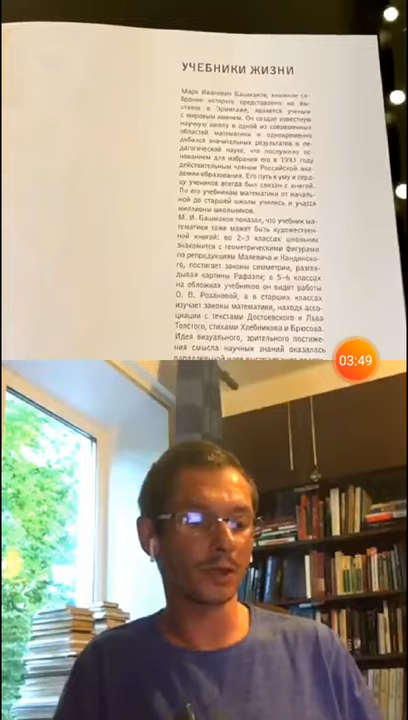 УЧЕБНИКИ ЖИЗНИ
Марк Иванович Башмаков, книжное со-
брание которого представлено на вы-
ставке в Эрмитаже, является ученым
с мировым именем. Он создал известную
научную школу в одной из современных
областей математики и одновременно
добился значительных результатов в пе-
дагогической науке, что послужило ос-
нованием для избрания его в 1993 году
действительным членом Российской ака-
демии образования. Его путь к уму и серд-
цу учеников всегда был связан с книгой.
По его учебникам математики от началь-
ной до старшей школы учились и учатся
миллионы школьников.
М. И. Башмаков показал, что учебник ма-
тематики тоже может быть художествен-
ной книгой: во 2–3 классах школьник
знакомится с геометрическими фигурами
по репродукциям Малевича и Кандинско-
го, постигает законы симметрии, разгля-
дывая картины Рафаэля; в 5–6 классах
на обложках учебников он видит работы
О. В. Розановой, а в старших классах
изучает законы математики, находя ассо-
циации с текстами Достоевского и Льва
Толстого, стихами Хлебникова и Брюсова.
Идея визуального, зрительного постиже-
ния смысла научных знаний оказалась
03:49